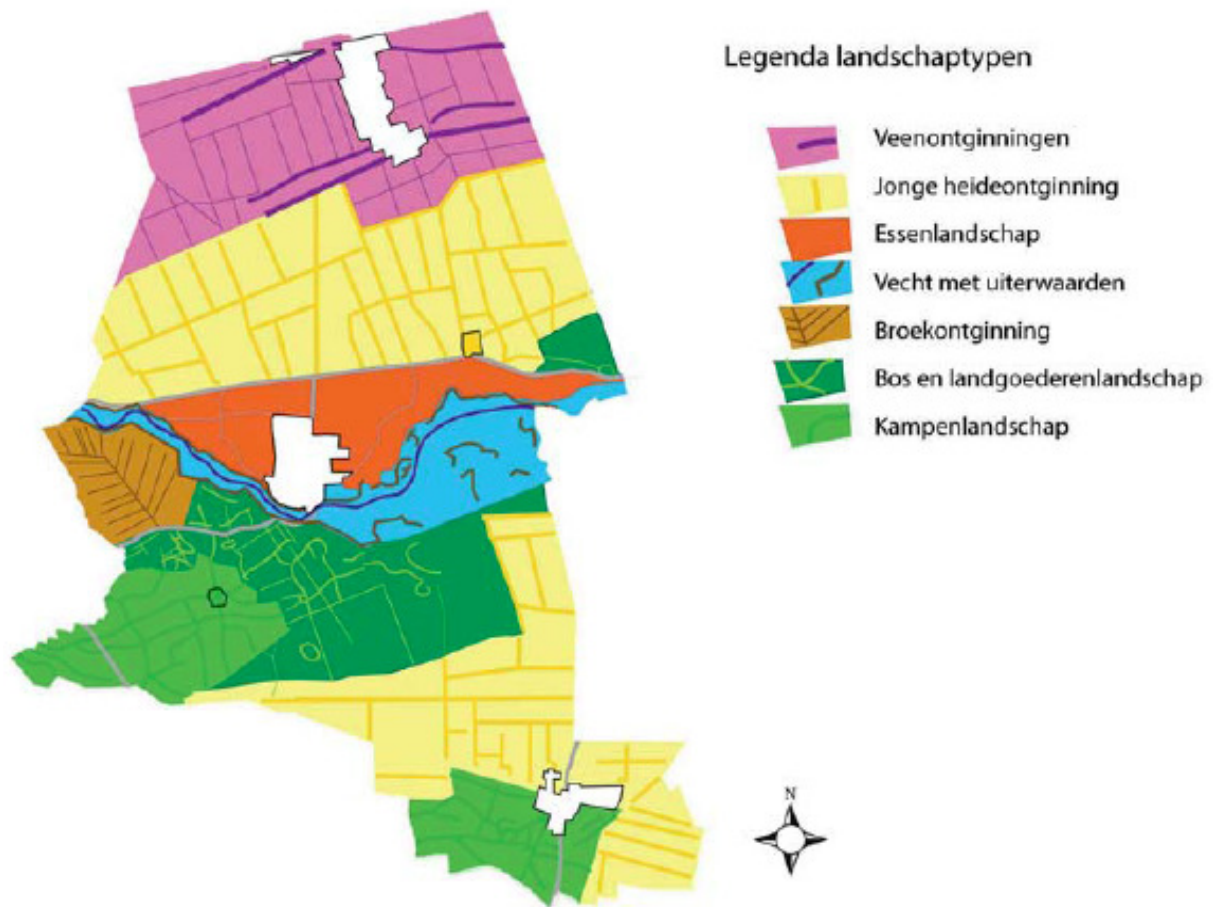 Legenda landschaptypen
Veenontginningen
Jonge heideontginning
Essenlandschap
Vecht met uiterwaarden
Broekontginning
Bos en landgoederenlandschap
Kampenlandschap
N